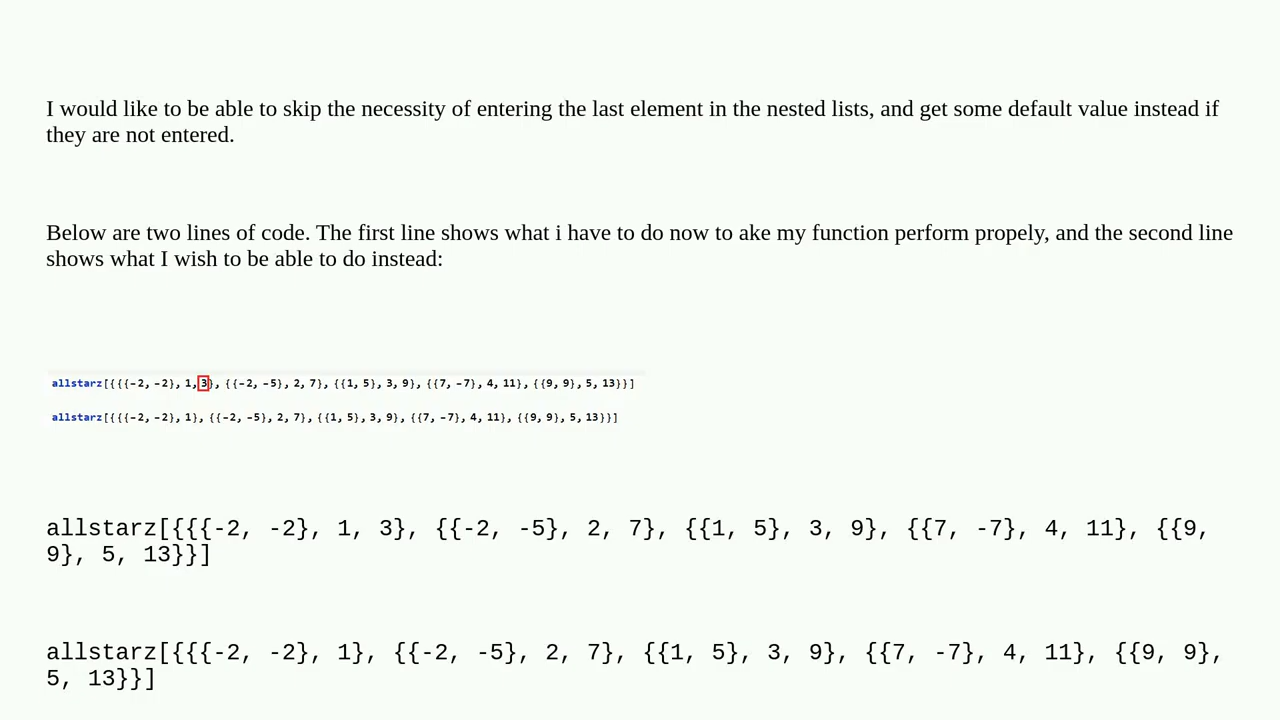 I would like to be able to skip the necessity of entering the last element in the nested lists, and get some default value instead if
they are not entered.
Below are two lines of code. The first line shows what i have to do now to ake my function perform propely, and the second line
shows what I wish to be able to do instead:
allstarz[{{{-2, -2}, 1, 3}, {{-2, -5}, 2, 7}, {{1, 5}, 3, 9}, {{7, -7}, 4, 11}, {{9, 9}, 5, 13}}]
allstarz[{{{-2, -2}, 1}, {{-2, -5}, 2, 7}, {{1, 5}, 3, 9}, {{7, -7}, 4, 11}, {{9, 9}, 5, 13}}]
allstarz[{{{-2, -2}, 1, 3}, {{-2, -5}, 2, 7}, {{1, 5}, 3, 9}, {{7, -7}, 4, 11}, {{9,
9}, 5, 13}}]
allstarz[{{{-2, -2}, 1}, {{-2, -5}, 2, 7}, {{1, 5}, 3, 9}, {{7, -7}, 4, 11}, {{9, 9},
5, 13}}]